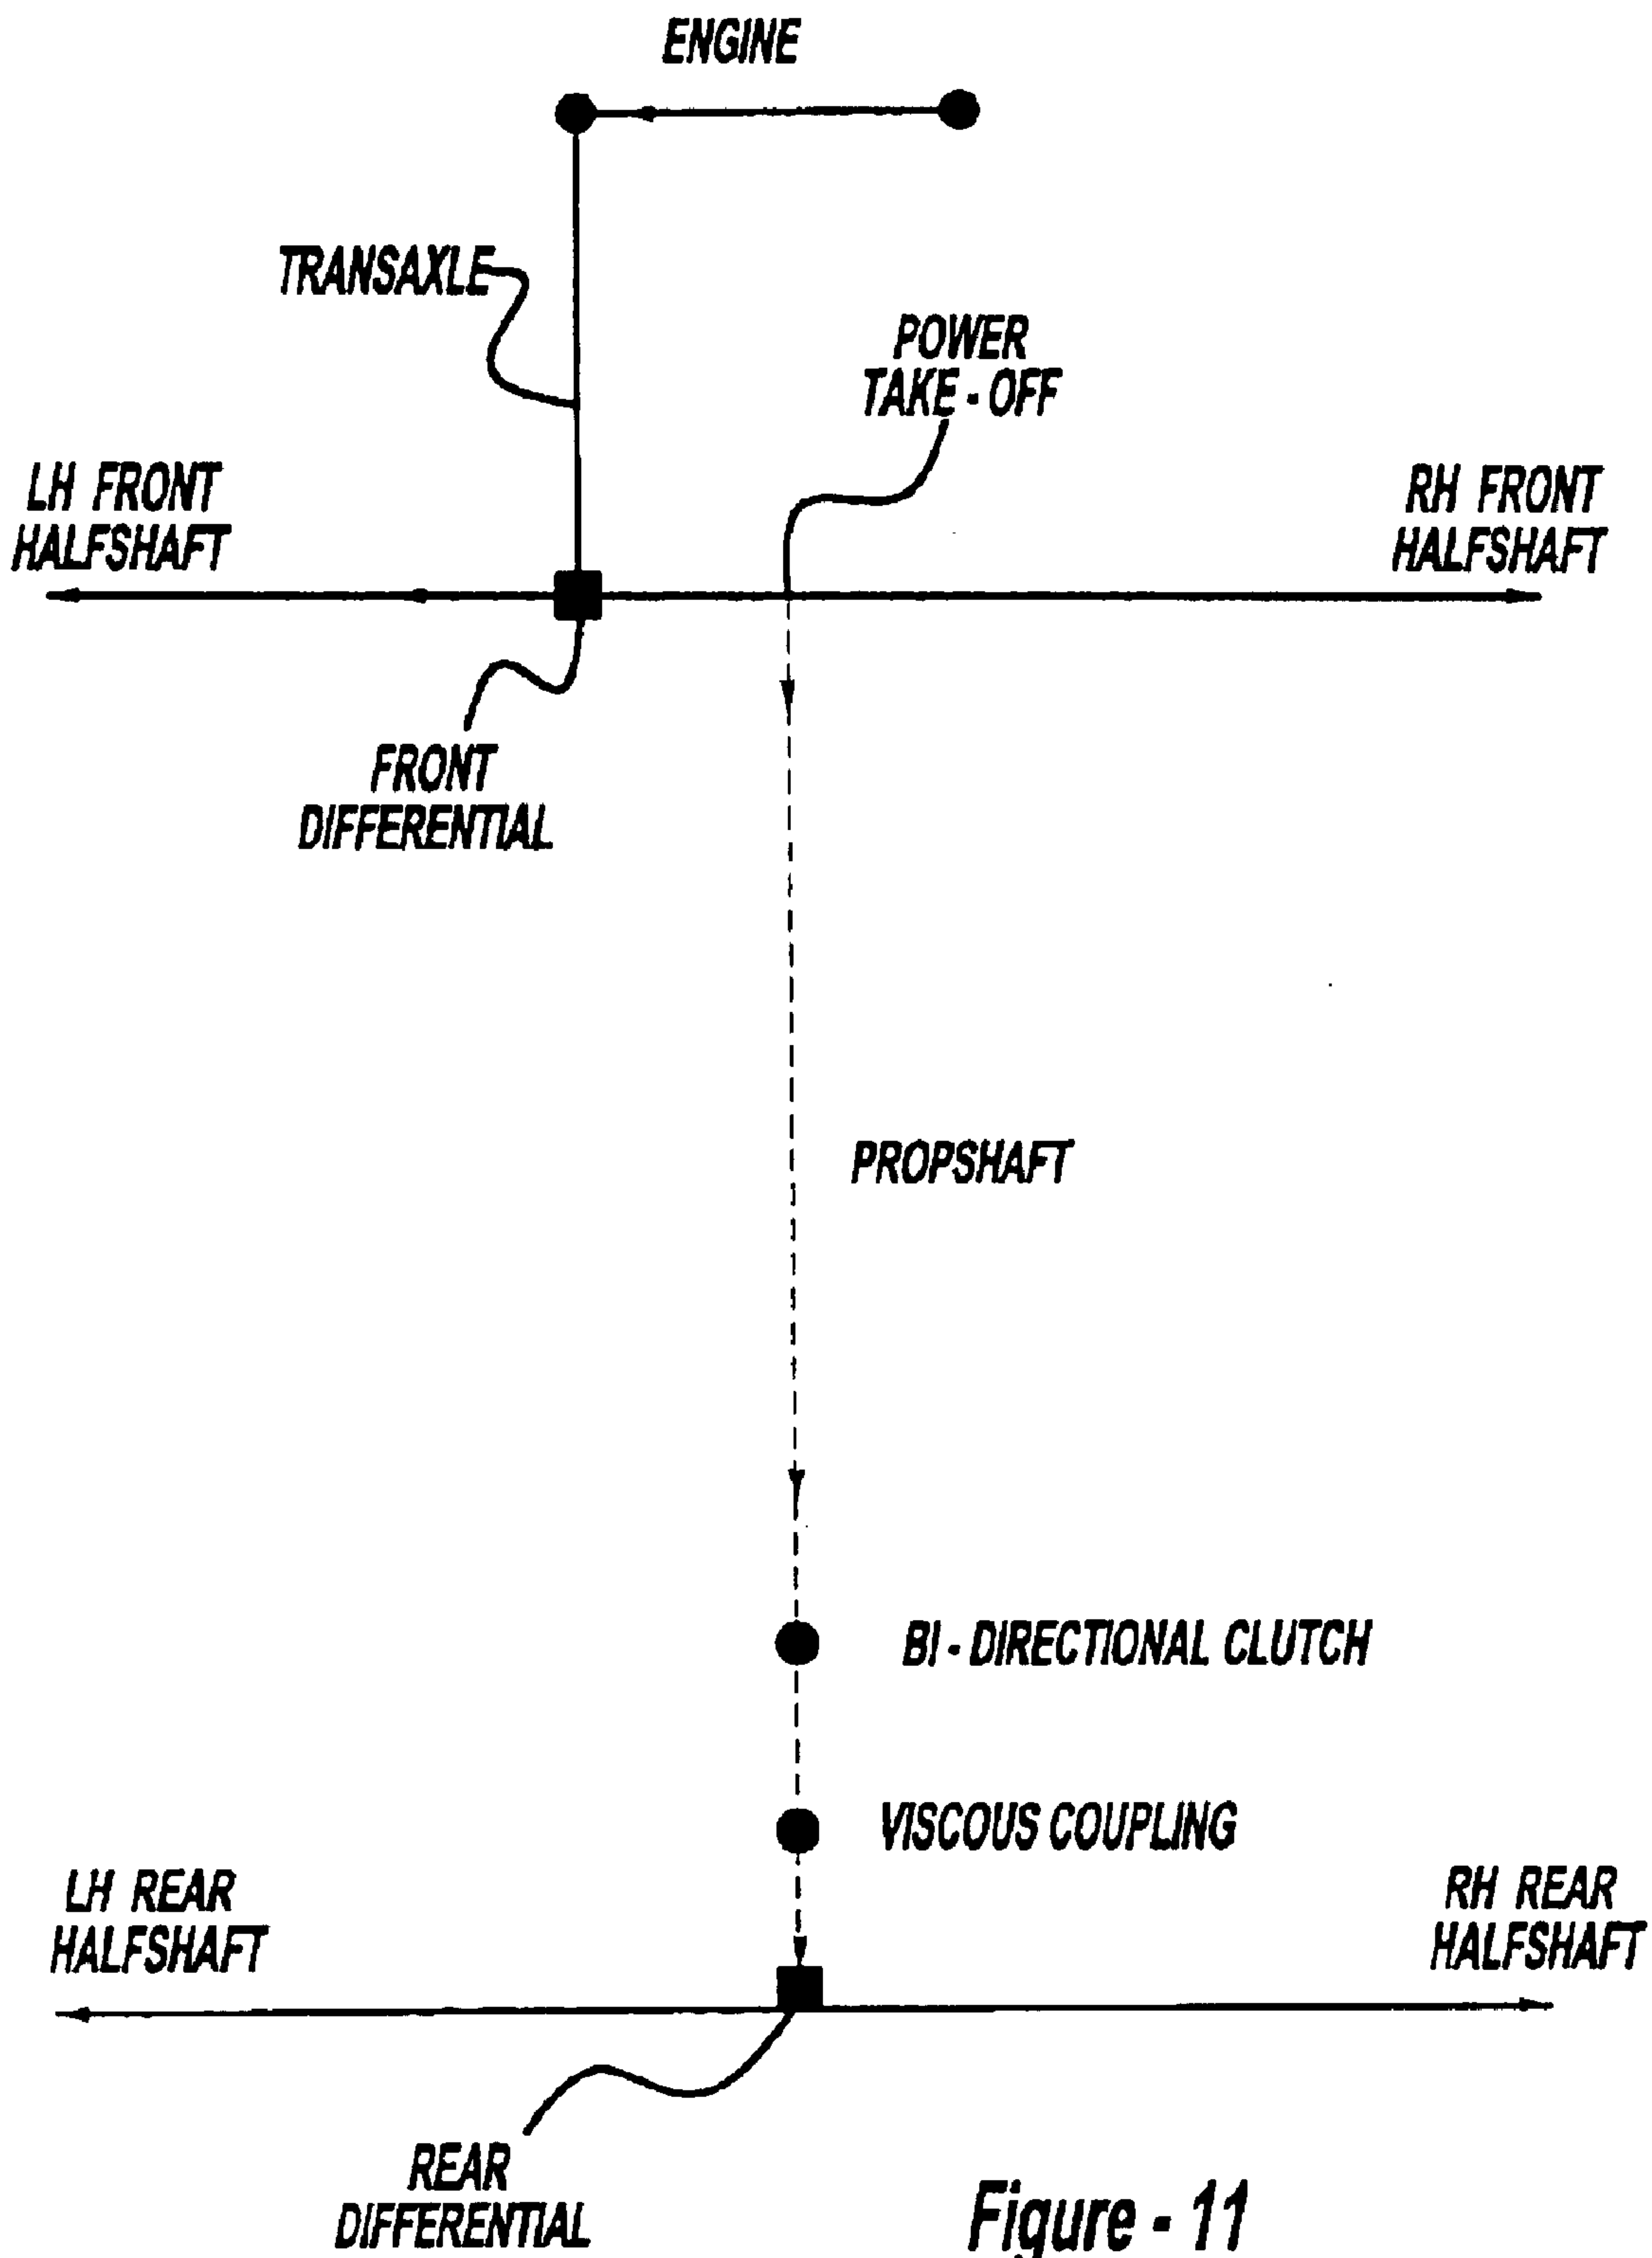 ENGINE
TRANSAXLE
POWER
TAKE - OFF
LH FRONT
HALFSHAFT
RH FRONT
HALFSHAFT
FRONT
DIFFERENTIAL
PROPSHAFT
BI - DIRECTIONAL CLUTCH
VISCOUS COUPLING
LH REAR
HALFSHAFT
RH REAR
HALFSHAFT
REAR
DIFFERENTIAL
Figure - 11